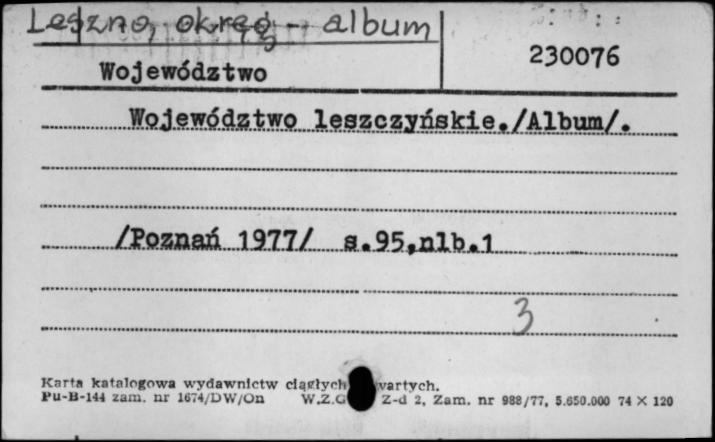 Leszno, okręg - album
230076
Województwo
Województwo leszczyńskie./Album/.
/Poznań 1977/ s.95,nlb.1
3
Karta katalogowa wydawnictw ciągłych wartych.
Pu-B-144 zam. nr 1674/DW/On W.Z.G Z-d 2, Zam. nr 988/77, 5.650.000 74 × 120